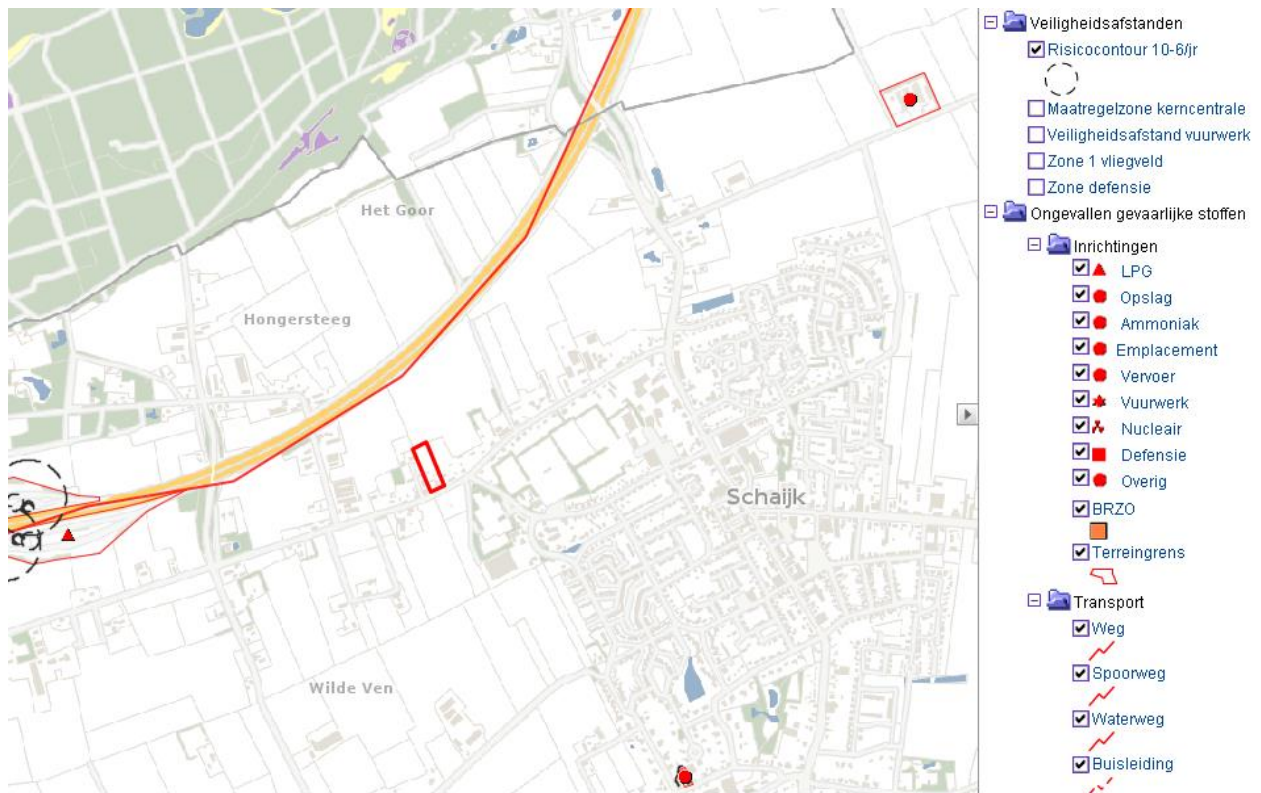 Het Goor
Hongersteeg
Schaijk
Wilde Ven
Veiligheidsafstanden
Risicocontour 10-6/jr
Maatregelzone kerncentrale
Veiligheidsafstand vuurwerk
Zone 1 vliegveld
Zone defensie
Ongevallen gevaarlijke stoffen
Inrichtingen
LPG
Opslag
Ammoniak
Emplacement
Vervoer
Vuurwerk
Nucleair
Defensie
Overig
BRZO
Terreingrens
Transport
Weg
Spoorweg
Waterweg
Buisleiding